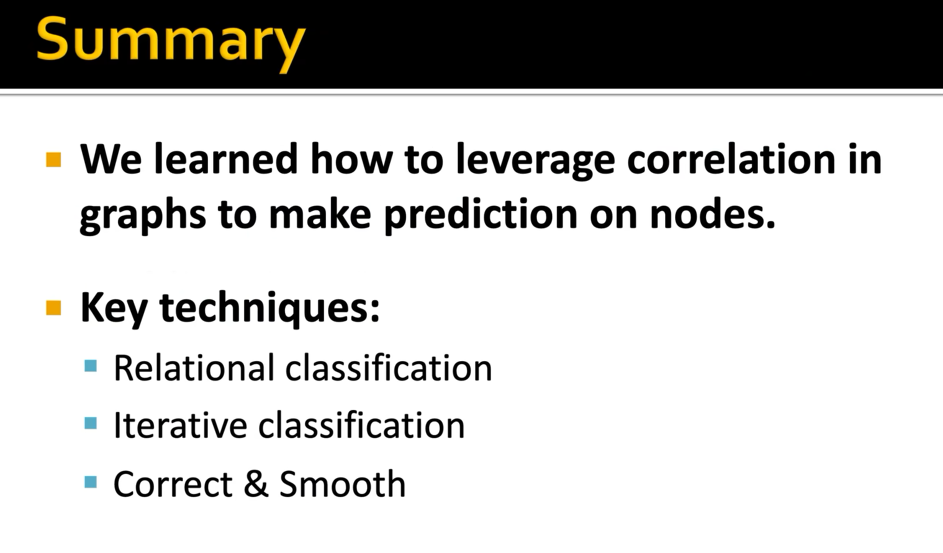 Summary
We learned how to leverage correlation in
graphs to make prediction on nodes.
Key techniques:
Relational classification
Iterative classification
Correct & Smooth